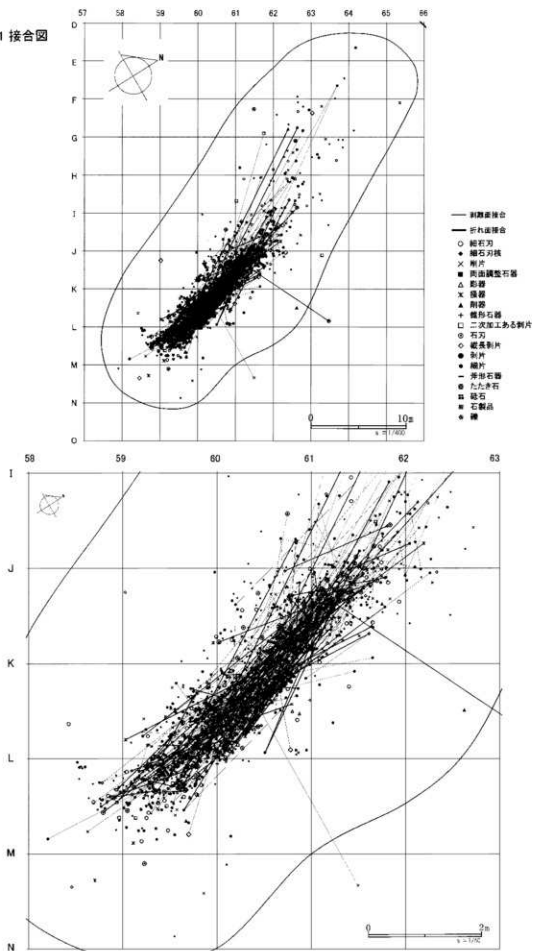 1 接合図
57 58 59 60 61 62 63 64 65 66
D
E
F
G
H
I
J
K
L
M
N
O
N
剥離面接合
折れ面接合
細石刃
細石刃核
削片
両面調整石器
彫器
掻器
削器
錐形石器
二次加工ある剥片
石刃
縦長剥片
剥片
細片
斧形石器
たたき石
砥石
石製品
礫
0 10m
s = 1/400
58 59 60 61 62 63
I
J
K
L
M
N
0 2m